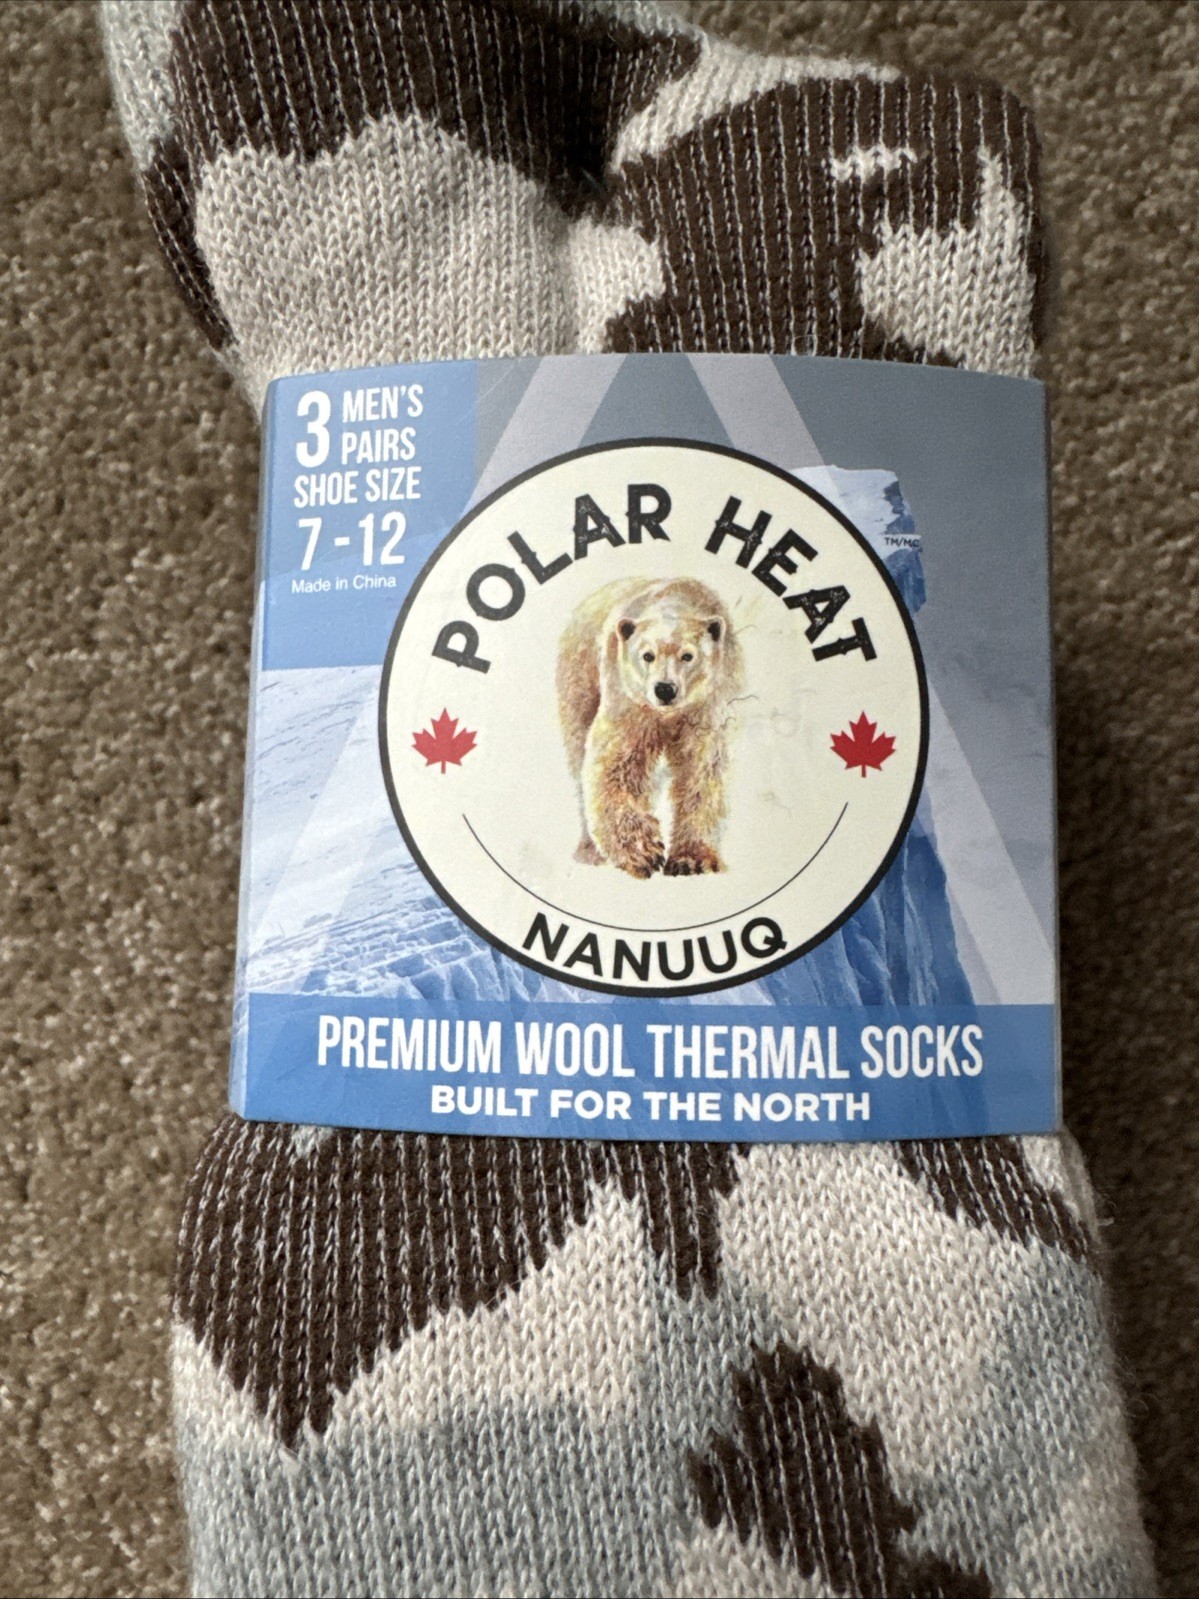 3 MEN'S
PAIRS
SHOE SIZE
7-12
Made in China
POLAR HEAT
TM/MC
NANUUQ
PREMIUM WOOL THERMAL SOCKS
BUILT FOR THE NORTH